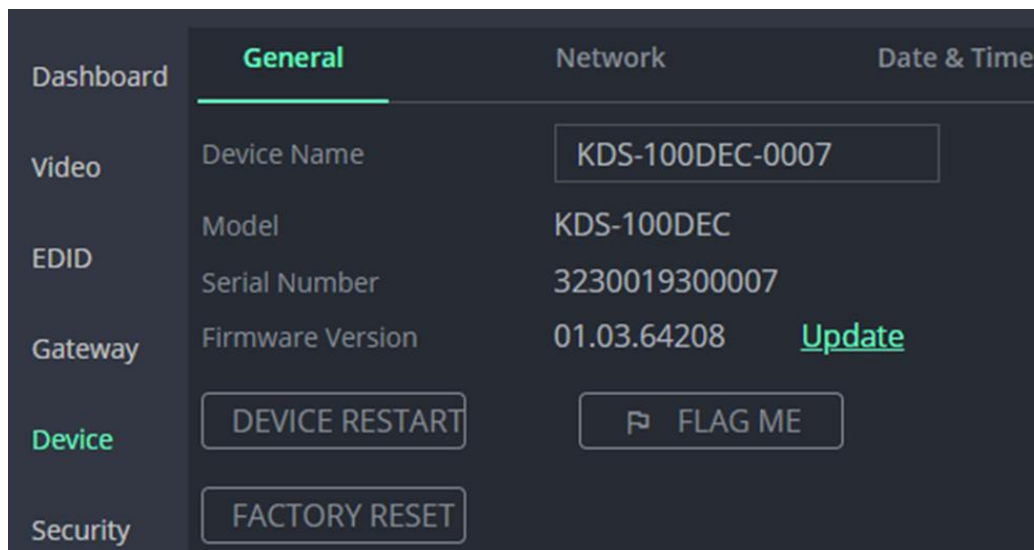 General Network Date & Time
Dashboard
Device Name KDS-100DEC-0007
Video
Model KDS-100DEC
EDID
Serial Number 3230019300007
Firmware Version 01.03.64208 Update
Gateway
DEVICE RESTART FLAG ME
Device
FACTORY RESET
Security